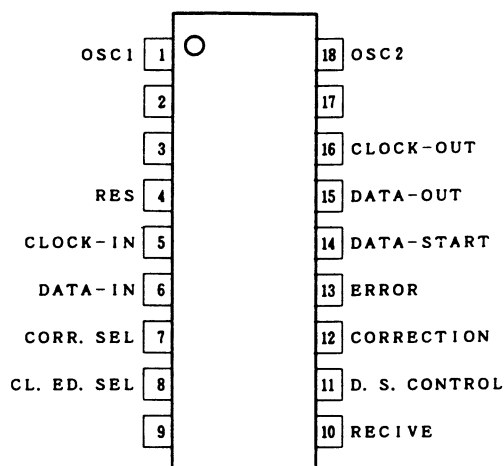 OSC1 1 18 OSC2
2 17
3 16 CLOCK-OUT
RES 4 15 DATA-OUT
CLOCK-IN 5 14 DATA-START
DATA-IN 6 13 ERROR
CORR. SEL 7 12 CORRECTION
CL. ED. SEL 8 11 D. S. CONTROL
9 10 RECIVE